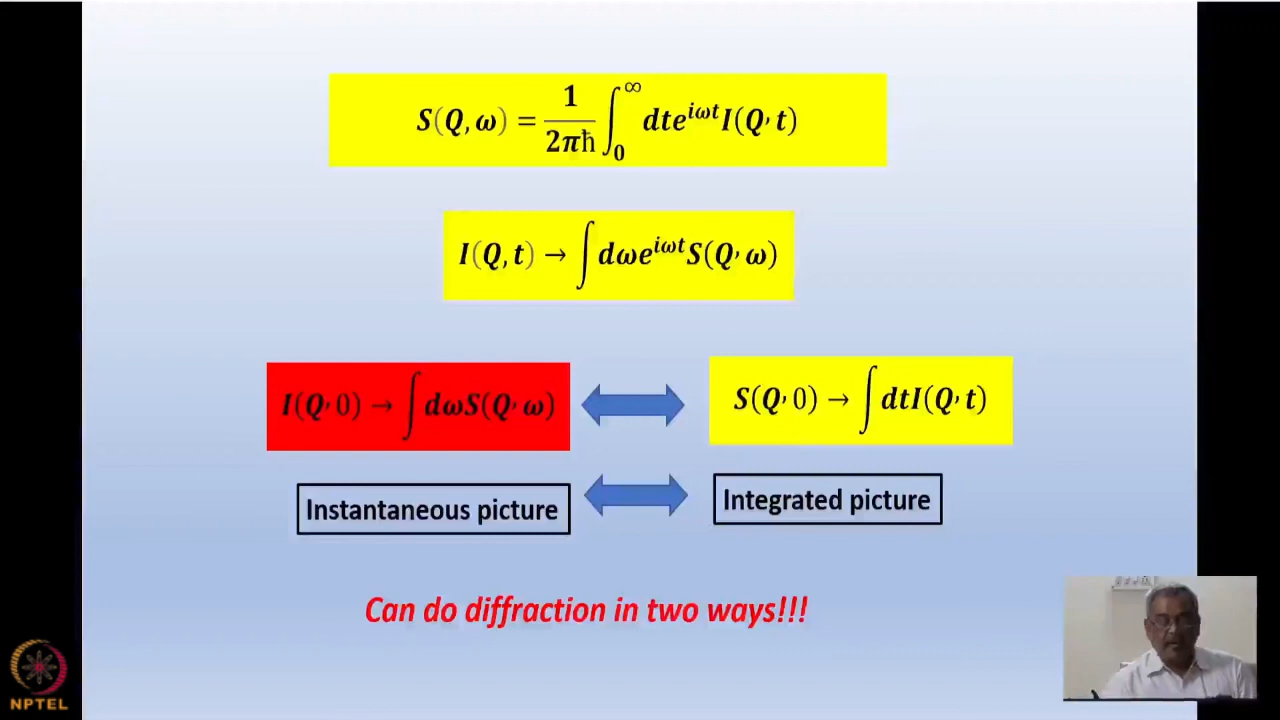 S(Q, ω) = 1/2πħ ∫₀^∞ dte^{iωt}I(Q, t)
I(Q, t) → ∫ dωe^{iωt}S(Q, ω)
I(Q, 0) → ∫ dωS(Q, ω)
S(Q, 0) → ∫ dtI(Q, t)
Instantaneous picture
Integrated picture
Can do diffraction in two ways!!!
NPTEL